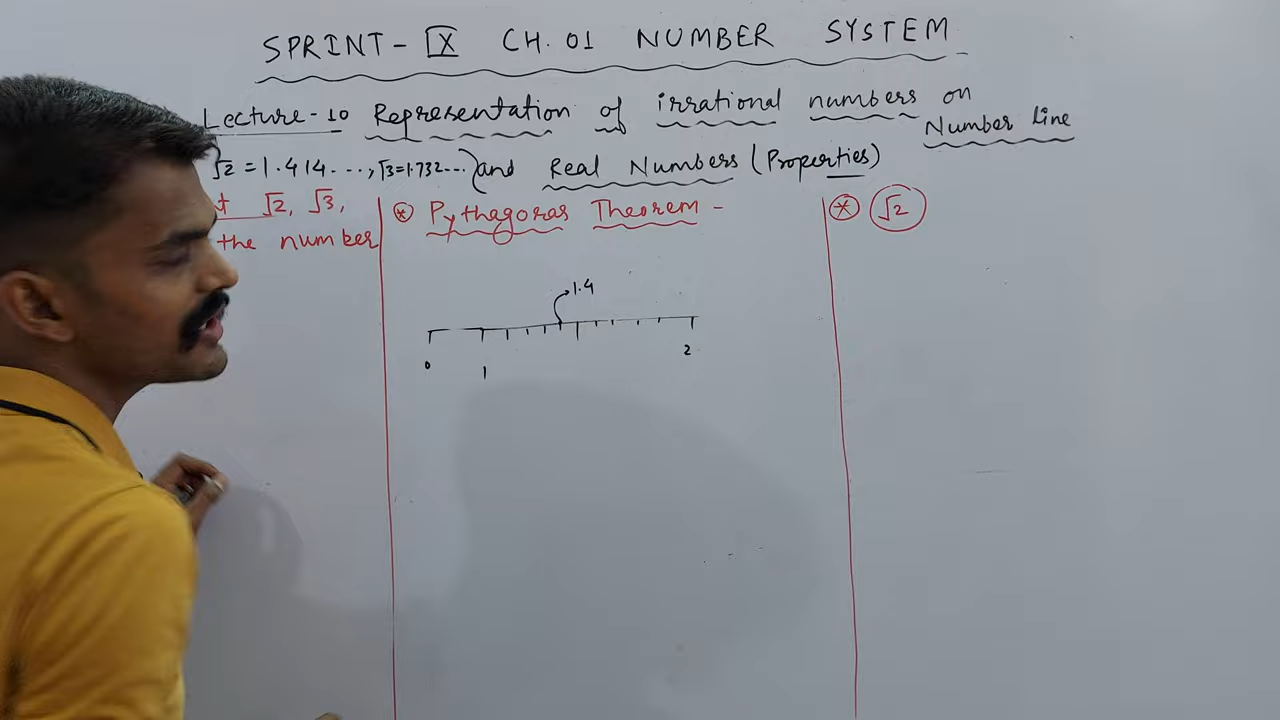 SPRINT - IX CH. 01 NUMBER SYSTEM
Lecture - 10 Representation of irrational numbers on
Number line
√2 = 1.414 ..., √3 = 1.732 ...) and Real Numbers (Properties)
√2, √3,
the number
* Pythagoras Theorem -
1.4
0 1 2
* √2